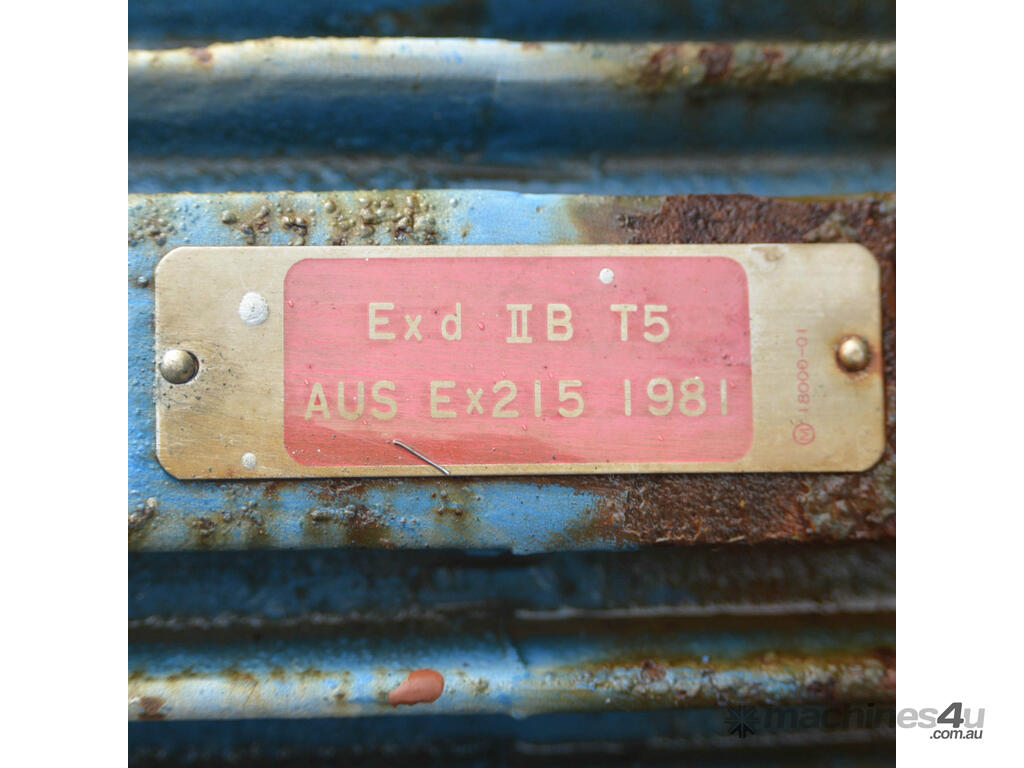 Exd IIB T5
AUS Ex215 1981
M 18000-01
machines4u
.com.au